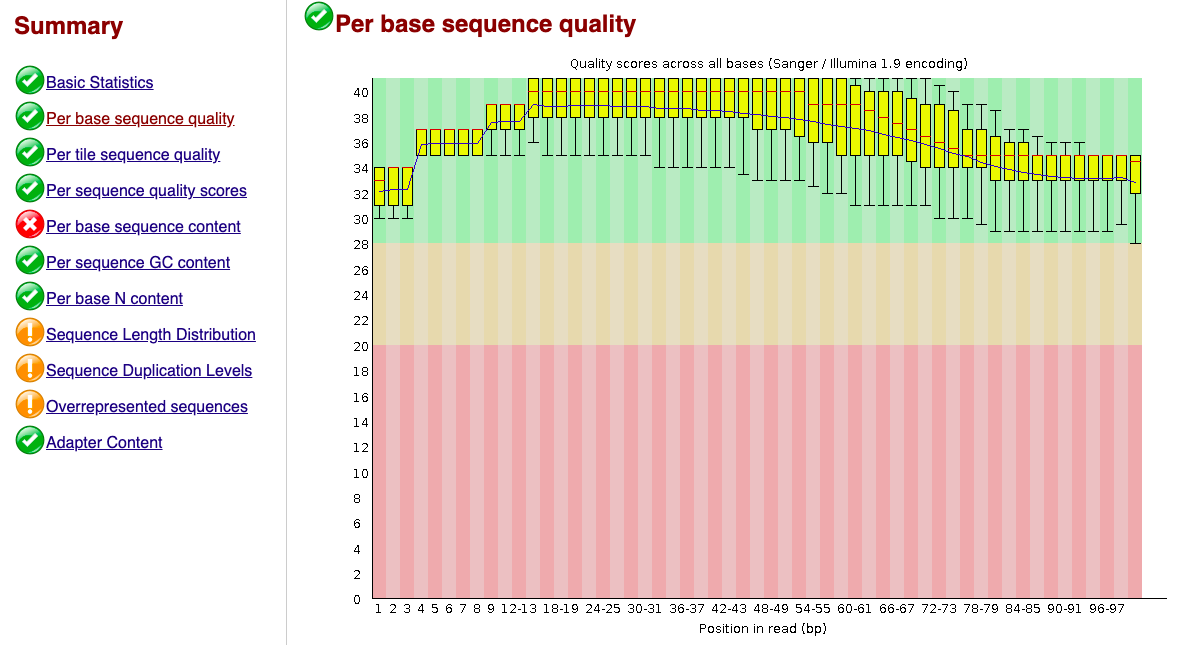 Summary
Basic Statistics
Per base sequence quality
Per tile sequence quality
Per sequence quality scores
Per base sequence content
Per sequence GC content
Per base N content
Sequence Length Distribution
Sequence Duplication Levels
Overrepresented sequences
Adapter Content
Per base sequence quality
Quality scores across all bases (Sanger / Illumina 1.9 encoding)
40
38
36
34
32
30
28
26
24
22
20
18
16
14
12
10
8
6
4
2
0
1 2 3 4 5 6 7 8 9 12-13 18-19 24-25 30-31 36-37 42-43 48-49 54-55 60-61 66-67 72-73 78-79 84-85 90-91 96-97
Position in read (bp)